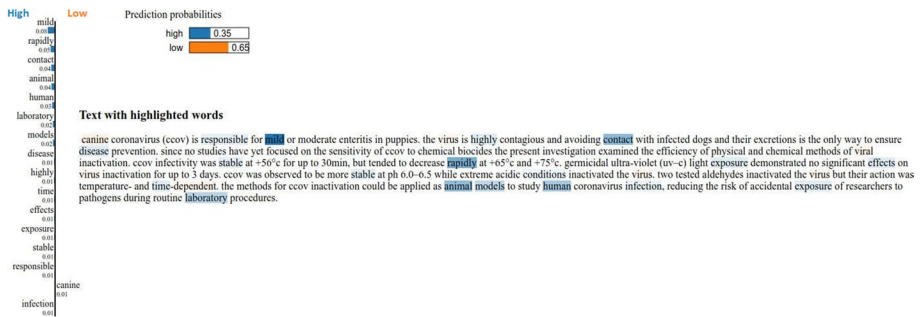 High Low Prediction probabilities
mild
0.08
rapidly
0.05
contact
0.04
animal
0.04
human
0.03
laboratory
0.02
models
0.02
disease
0.01
highly
0.01
time
0.01
effects
0.01
exposure
0.01
stable
0.01
responsible
0.01
canine
0.01
infection
0.01
high 0.35
low 0.65
Text with highlighted words
canine coronavirus (ccov) is responsible for mild or moderate enteritis in puppies. the virus is highly contagious and avoiding contact with infected dogs and their excretions is the only way to ensure
disease prevention. since no studies have yet focused on the sensitivity of ccov to chemical biocides the present investigation examined the efficiency of physical and chemical methods of viral
inactivation. ccov infectivity was stable at +56°c for up to 30min, but tended to decrease rapidly at +65°c and +75°c. germicidal ultra-violet (uv–c) light exposure demonstrated no significant effects on
virus inactivation for up to 3 days. ccov was observed to be more stable at ph 6.0–6.5 while extreme acidic conditions inactivated the virus. two tested aldehydes inactivated the virus but their action was
temperature- and time-dependent. the methods for ccov inactivation could be applied as animal models to study human coronavirus infection, reducing the risk of accidental exposure of researchers to
pathogens during routine laboratory procedures.